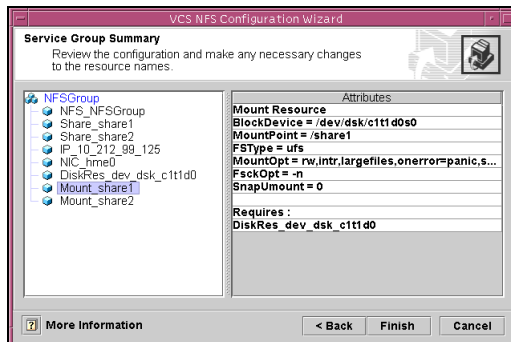 VCS NFS Configuration Wizard
Service Group Summary
Review the configuration and make any necessary changes
to the resource names.
NFSGroup
NFS_NFSGroup
Share_share1
Share_share2
IP_10_212_99_125
NIC_hme0
DiskRes_dev_dsk_c1t1d0
Mount_share1
Mount_share2
Attributes
Mount Resource
BlockDevice = /dev/dsk/c1t1d0s0
MountPoint = /share1
FSType = ufs
MountOpt = rw,intr,largefiles,onerror=panic,s...
FsckOpt = -n
SnapUmount = 0
Requires :
DiskRes_dev_dsk_c1t1d0
? More Information
< Back
Finish
Cancel